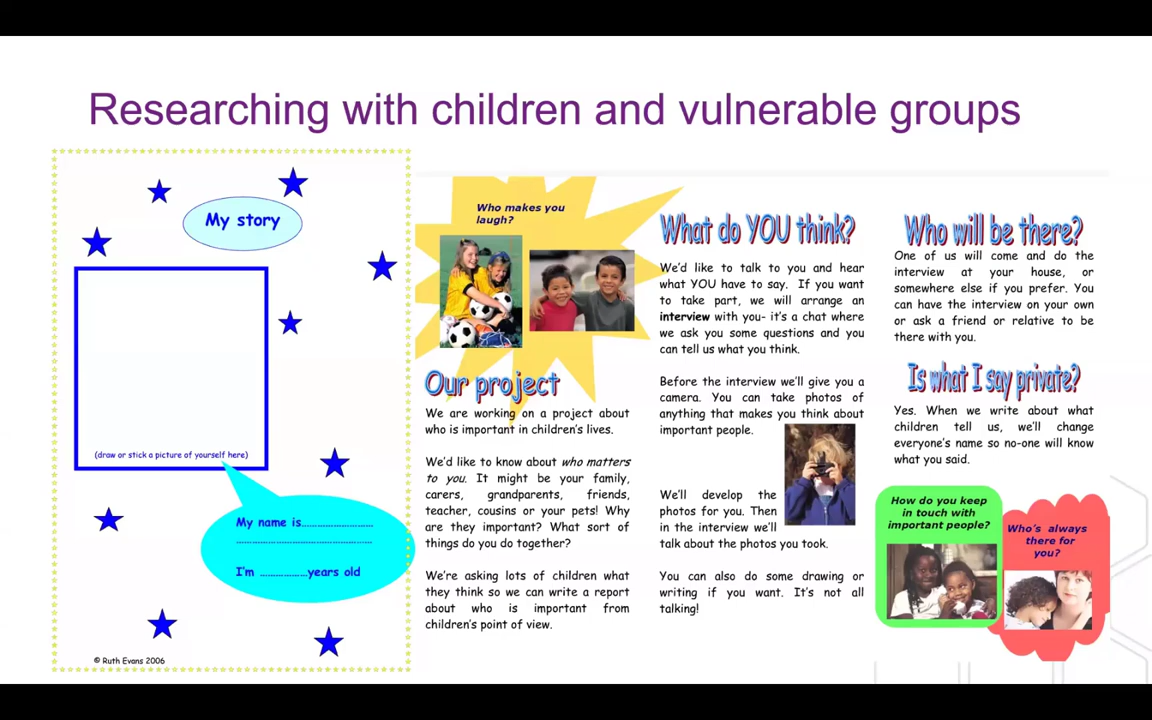 Researching with children and vulnerable groups
My story
(draw or stick a picture of yourself here)
My name is...........................
....................................................
I'm ..................years old
© Ruth Evans 2006
Who makes you
laugh?
Our project
We are working on a project about
who is important in children's lives.
We'd like to know about who matters
to you. It might be your family,
carers, grandparents, friends,
teacher, cousins or your pets! Why
are they important? What sort of
things do you do together?
We're asking lots of children what
they think so we can write a report
about who is important from
children's point of view.
What do YOU think?
We'd like to talk to you and hear
what YOU have to say. If you want
to take part, we will arrange an
interview with you- it's a chat where
we ask you some questions and you
can tell us what you think.
Before the interview we'll give you a
camera. You can take photos of
anything that makes you think about
important people.
We'll develop the
photos for you. Then
in the interview we'll
talk about the photos you took.
You can also do some drawing or
writing if you want. It's not all
talking!
Who will be there?
One of us will come and do the
interview at your house, or
somewhere else if you prefer. You
can have the interview on your own
or ask a friend or relative to be
there with you.
Is what I say private?
Yes. When we write about what
children tell us, we'll change
everyone's name so no-one will know
what you said.
How do you keep
in touch with
important people?
Who's always
there for
you?